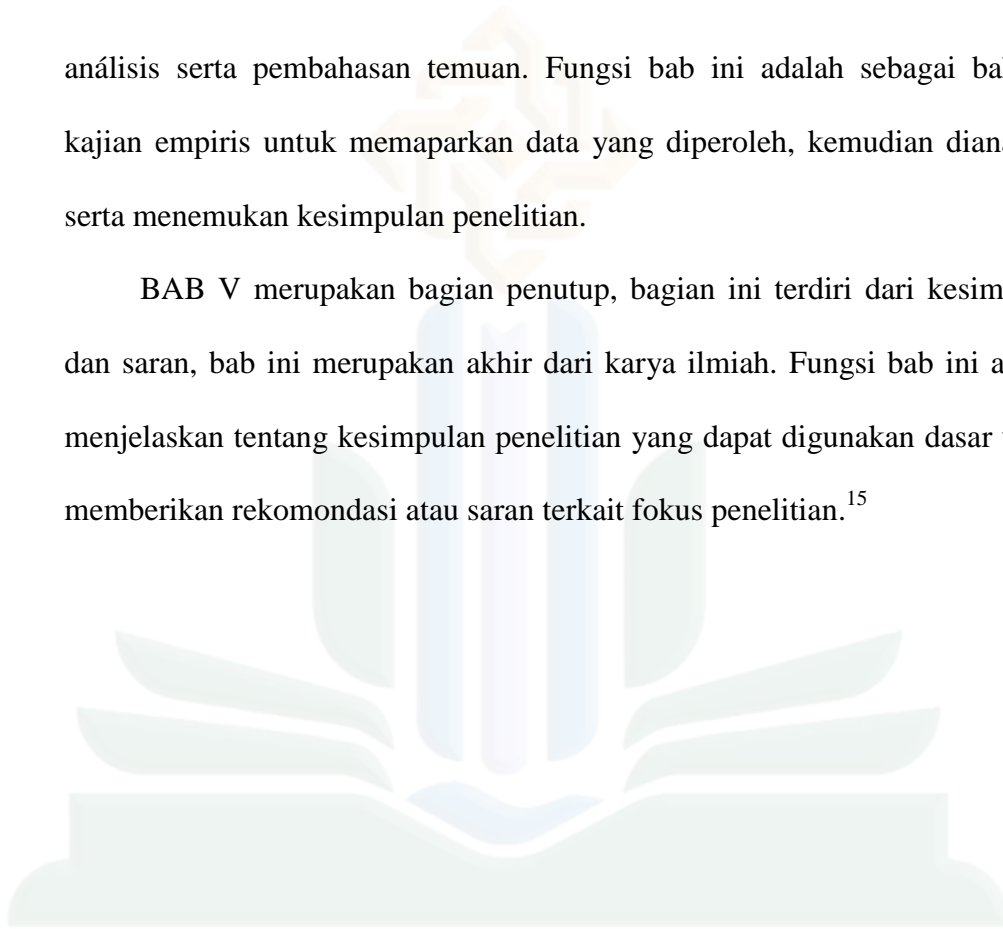 análisis serta pembahasan temuan. Fungsi bab ini adalah sebagai
kajian empiris untuk memaparkan data yang diperoleh, kemudian
serta menemukan kesimpulan penelitian.
BAB V merupakan bagian penutup, bagian ini terdiri dari
dan saran, bab ini merupakan akhir dari karya ilmiah. Fungsi bab ini
menjelaskan tentang kesimpulan penelitian yang dapat digunakan dasar
memberikan rekomondasi atau saran terkait fokus penelitian.15